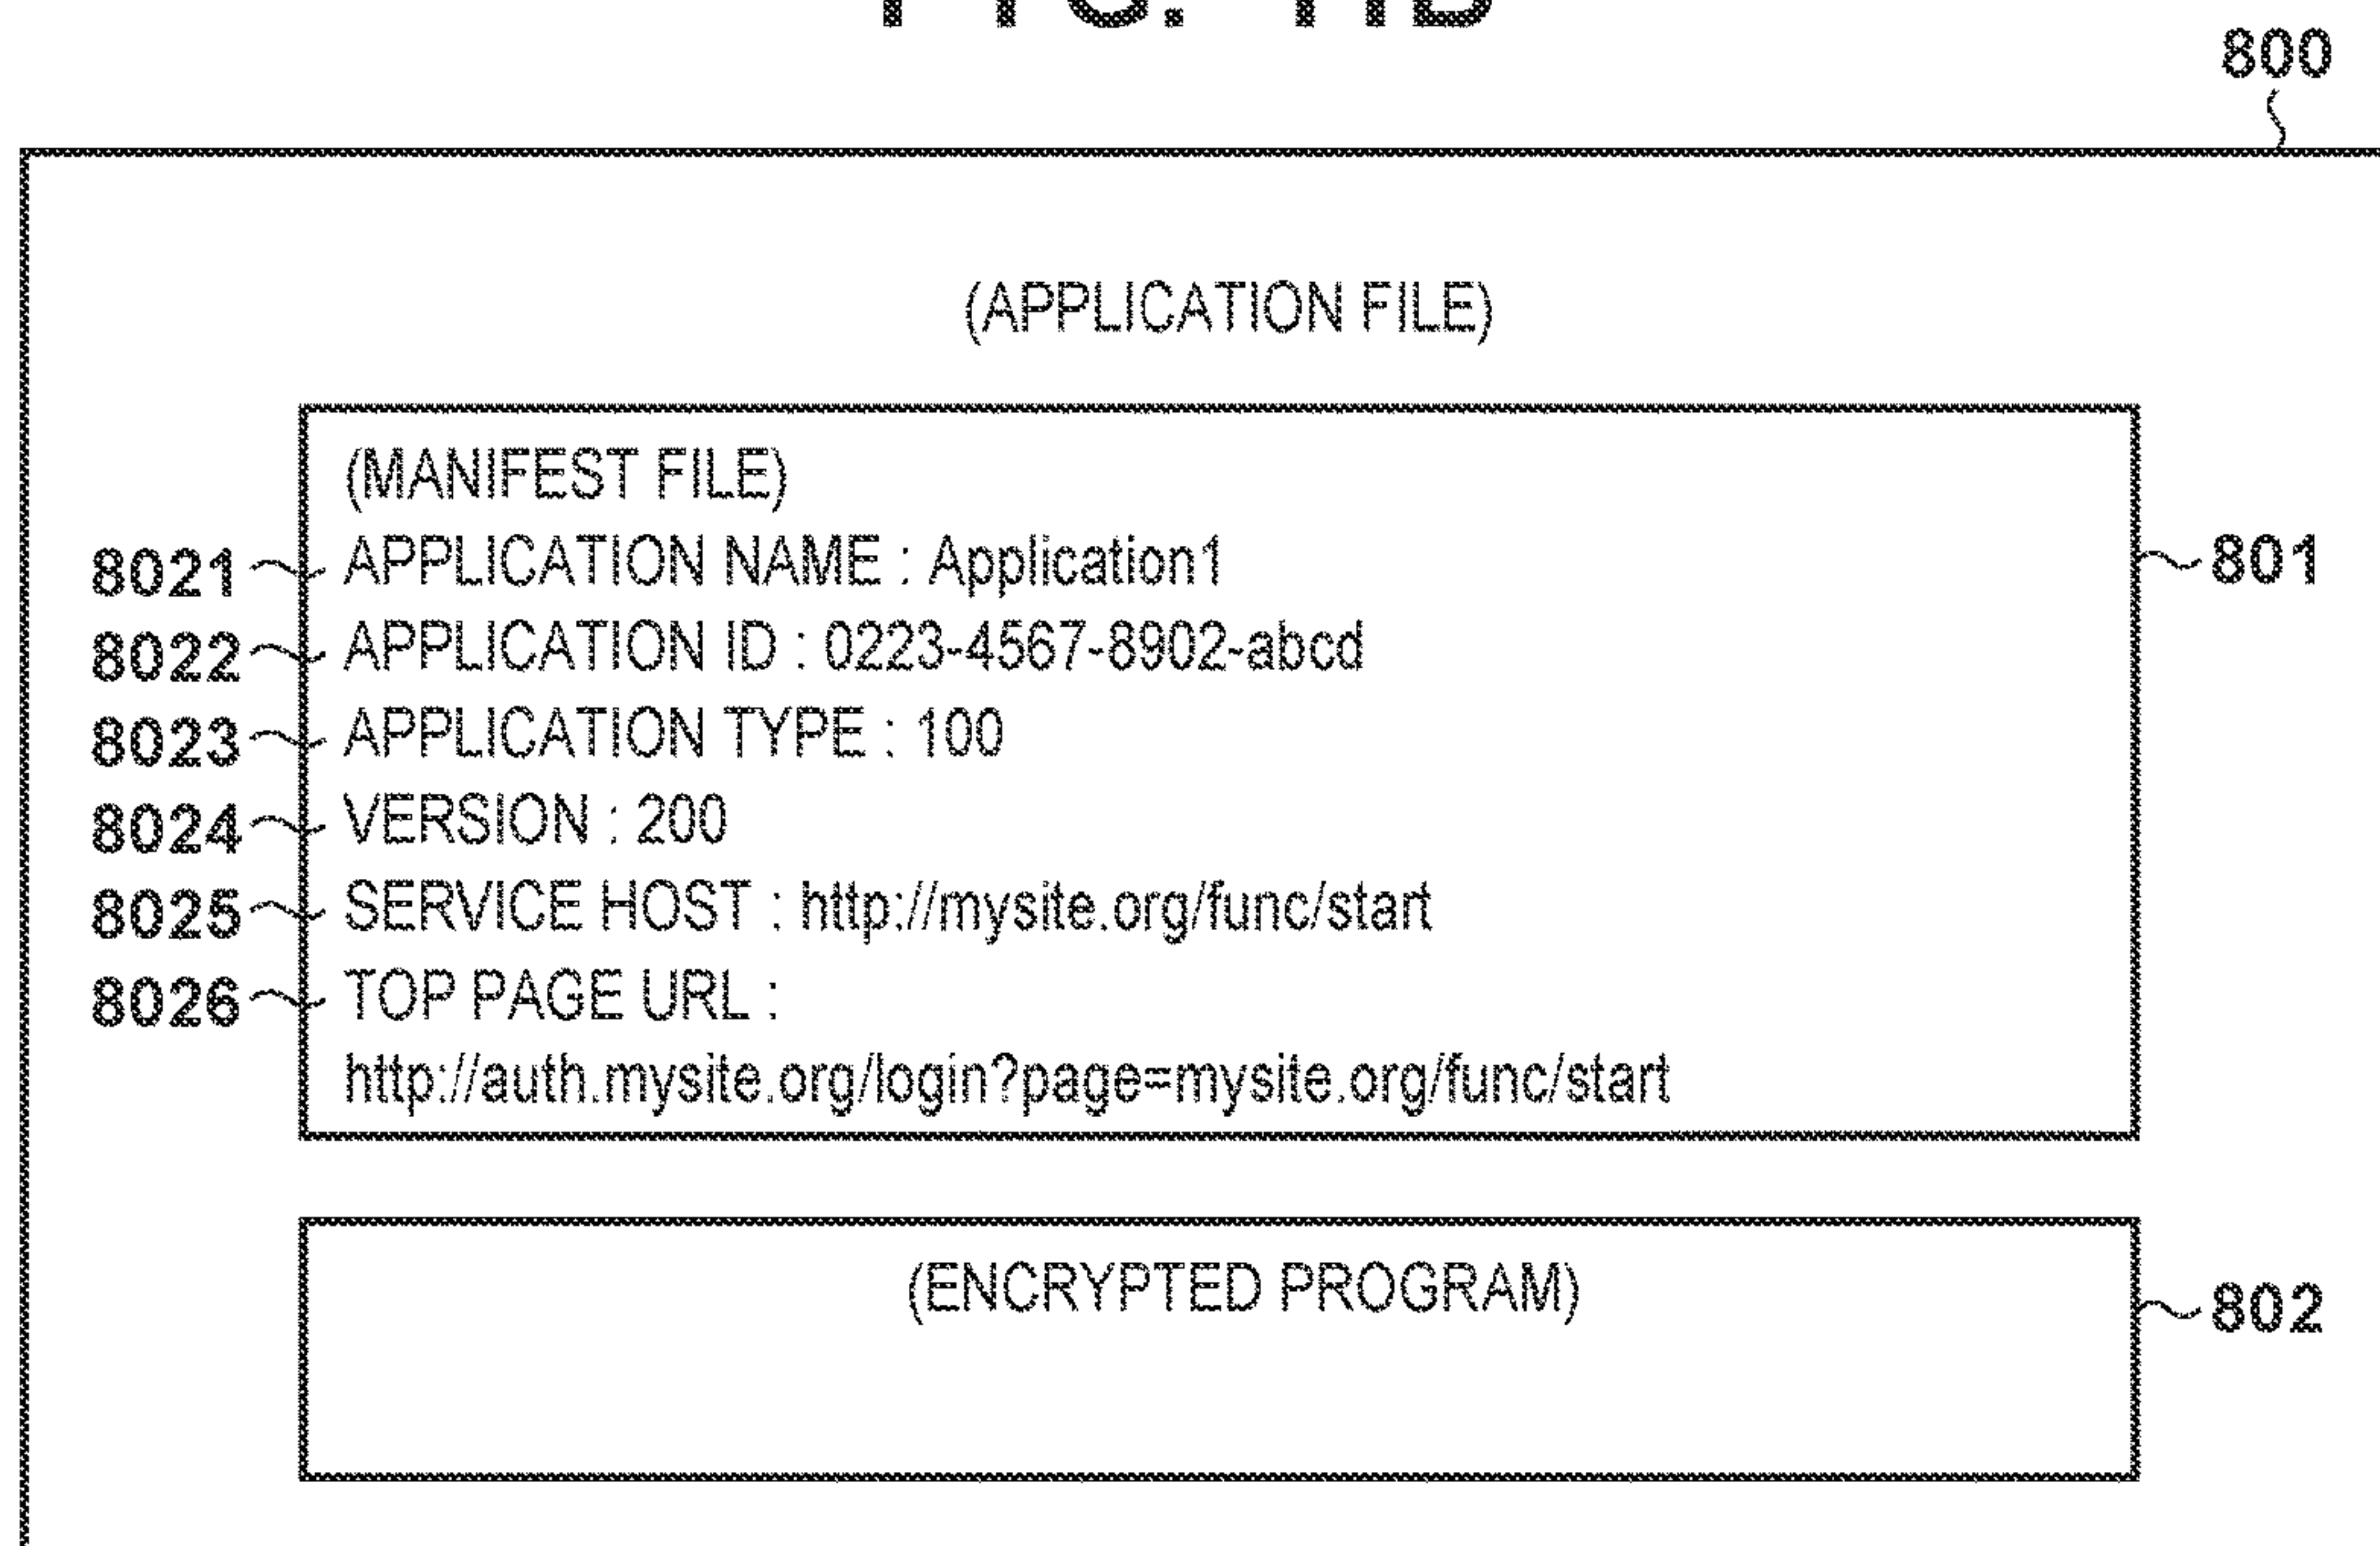 FIG. 11B
800
(APPLICATION FILE)
(MANIFEST FILE)
8021 APPLICATION NAME : Application1 801
8022 APPLICATION ID : 0223-4567-8902-abcd
8023 APPLICATION TYPE : 100
8024 VERSION : 200
8025 SERVICE HOST : http://mysite.org/func/start
8026 TOP PAGE URL :
http://auth.mysite.org/login?page=mysite.org/func/start
(ENCRYPTED PROGRAM) 802